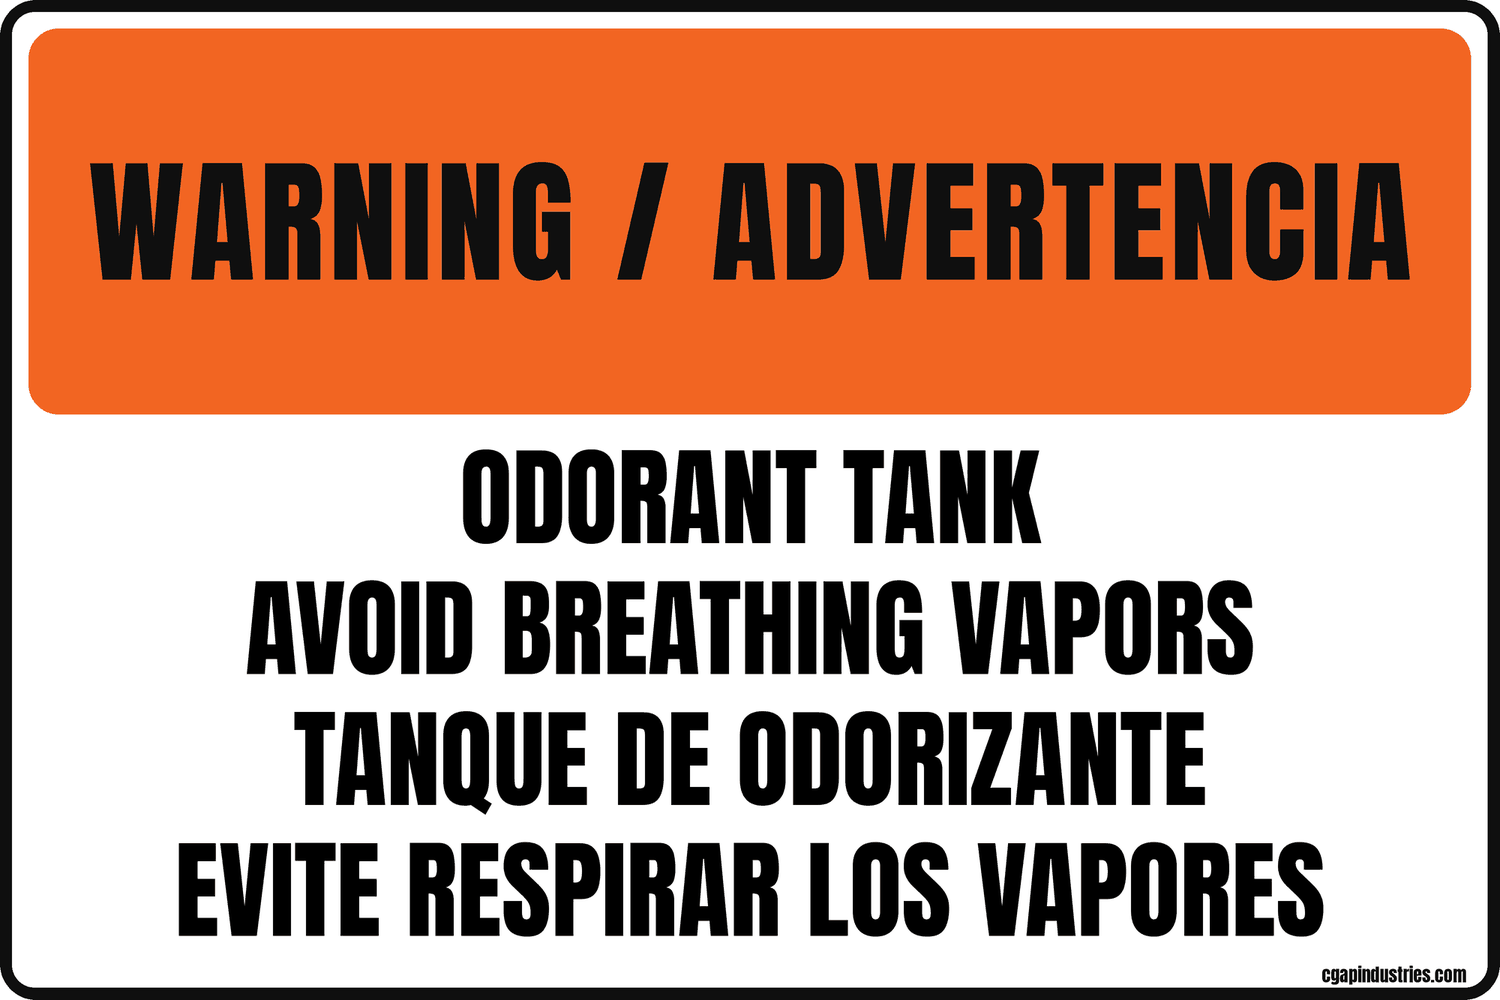 WARNING / ADVERTENCIA
ODORANT TANK
AVOID BREATHING VAPORS
TANQUE DE ODORIZANTE
EVITE RESPIRAR LOS VAPORES
cgapindustries.com